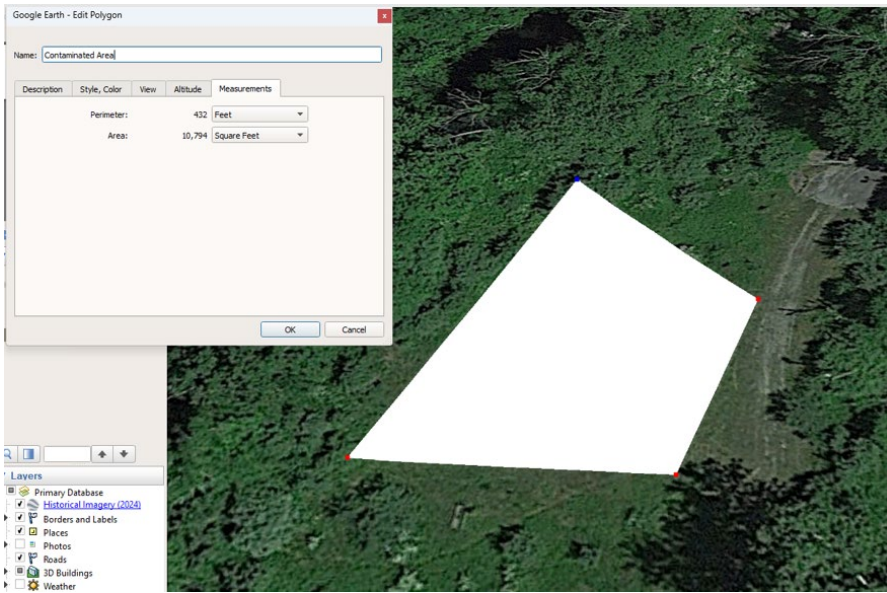 Google Earth - Edit Polygon
x
Name: Contaminated Area
Description Style, Color View Altitude Measurements
Perimeter: 432 Feet
Area: 10,794 Square Feet
OK Cancel
Layers
Primary Database
Historical Imagery (2024)
Borders and Labels
Places
Photos
Roads
3D Buildings
Weather